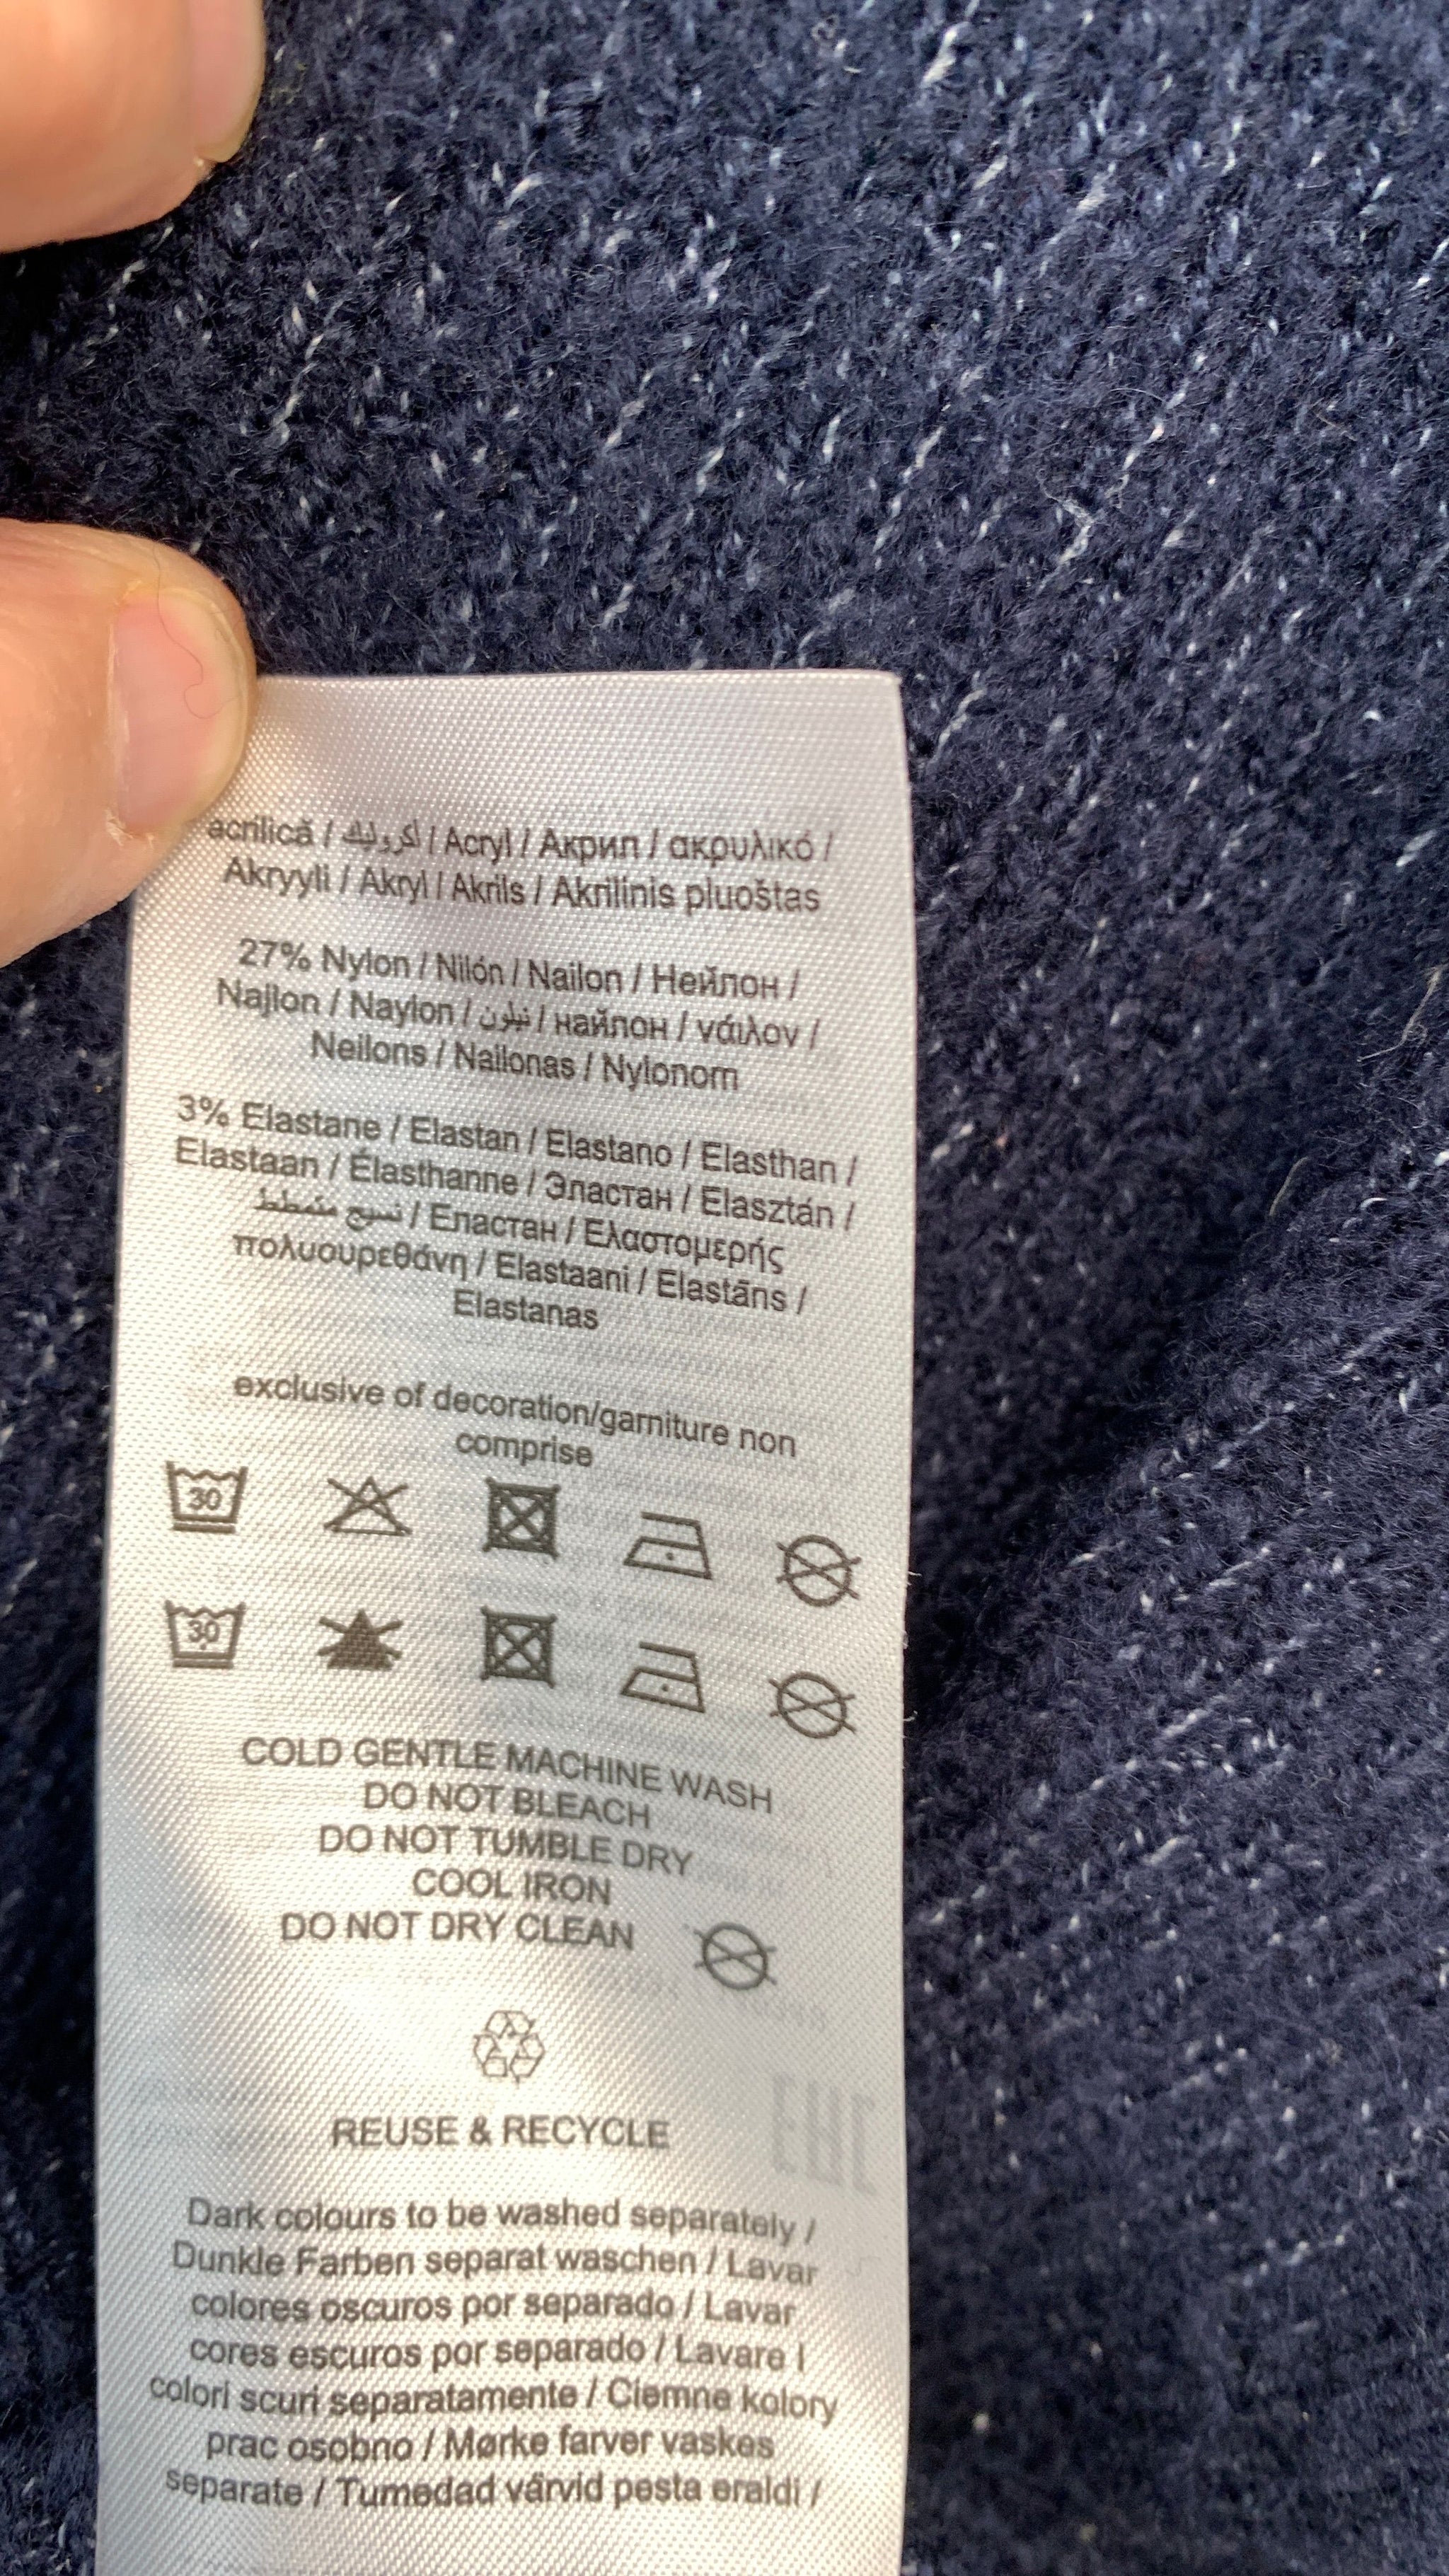 acrilică / أكروليك / Acryl / Акрил / ακρυλικό /
Akryyli / Akryl / Akrils / Akrilinis pluoštas
27% Nylon / Nilón / Nailon / Нейлон /
Najlon / Naylon / نيلون / найлон / νάιλον /
Neilons / Nailonas / Nylonom
3% Elastane / Elastan / Elastano / Elasthan /
Elastaan / Élasthanne / Эластан / Elasztán /
نسيج متمطط / Еластан / Ελαστομερής
πολυουρεθάνη / Elastaani / Elastāns /
Elastanas
exclusive of decoration/garniture non
comprise
30
30
COLD GENTLE MACHINE WASH
DO NOT BLEACH
DO NOT TUMBLE DRY
COOL IRON
DO NOT DRY CLEAN
REUSE & RECYCLE
Dark colours to be washed separately /
Dunkle Farben separat waschen / Lavar
colores oscuros por separado / Lavar
cores escuros por separado / Lavare I
colori scuri separatamente / Ciemne kolory
prac osobno / Mørke farver vaskes
separate / Tumedad värvid pesta eraldi /